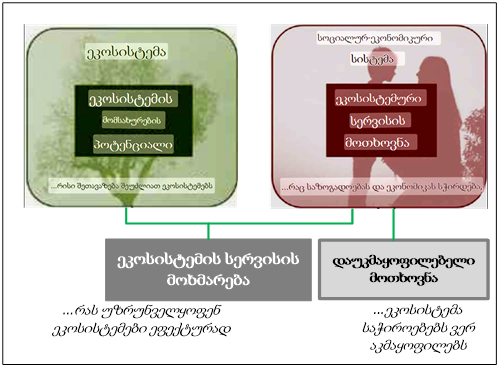 ეკოსისტემა
ეკოსისტემის
მომსახურების
პოტენციალი
...რისი შეთავაზება შეუძლიათ ეკოსისტემებს
სოციალურ-ეკონომიკური
სისტემა
ეკოსისტემური
სერვისის
მოთხოვნა
...რაც საზოგადოებას და ეკონომიკას სჭირდება,
ეკოსისტემის სერვისის
მოხმარება
...რას უზრუნველყოფენ
ეკოსისტემები ეფექტურად
დაუკმაყოფილებელი
მოთხოვნა
...ეკოსისტემა
საჭიროებებს ვერ
აკმაყოფილებს